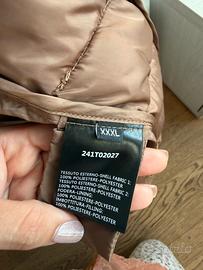 XXXL
241T02027
TESSUTO ESTERNO-SHELL FABRIC 1:
100% POLIESTERE-POLYESTER
TESSUTO ESTERNO-SHELL FABRIC 2:
100% POLIESTERE-POLYESTER
FODERA-LINING:
100% POLIESTERE-POLYESTER
IMBOTTITURA-FILLING:
100% POLIESTERE-POLYESTER